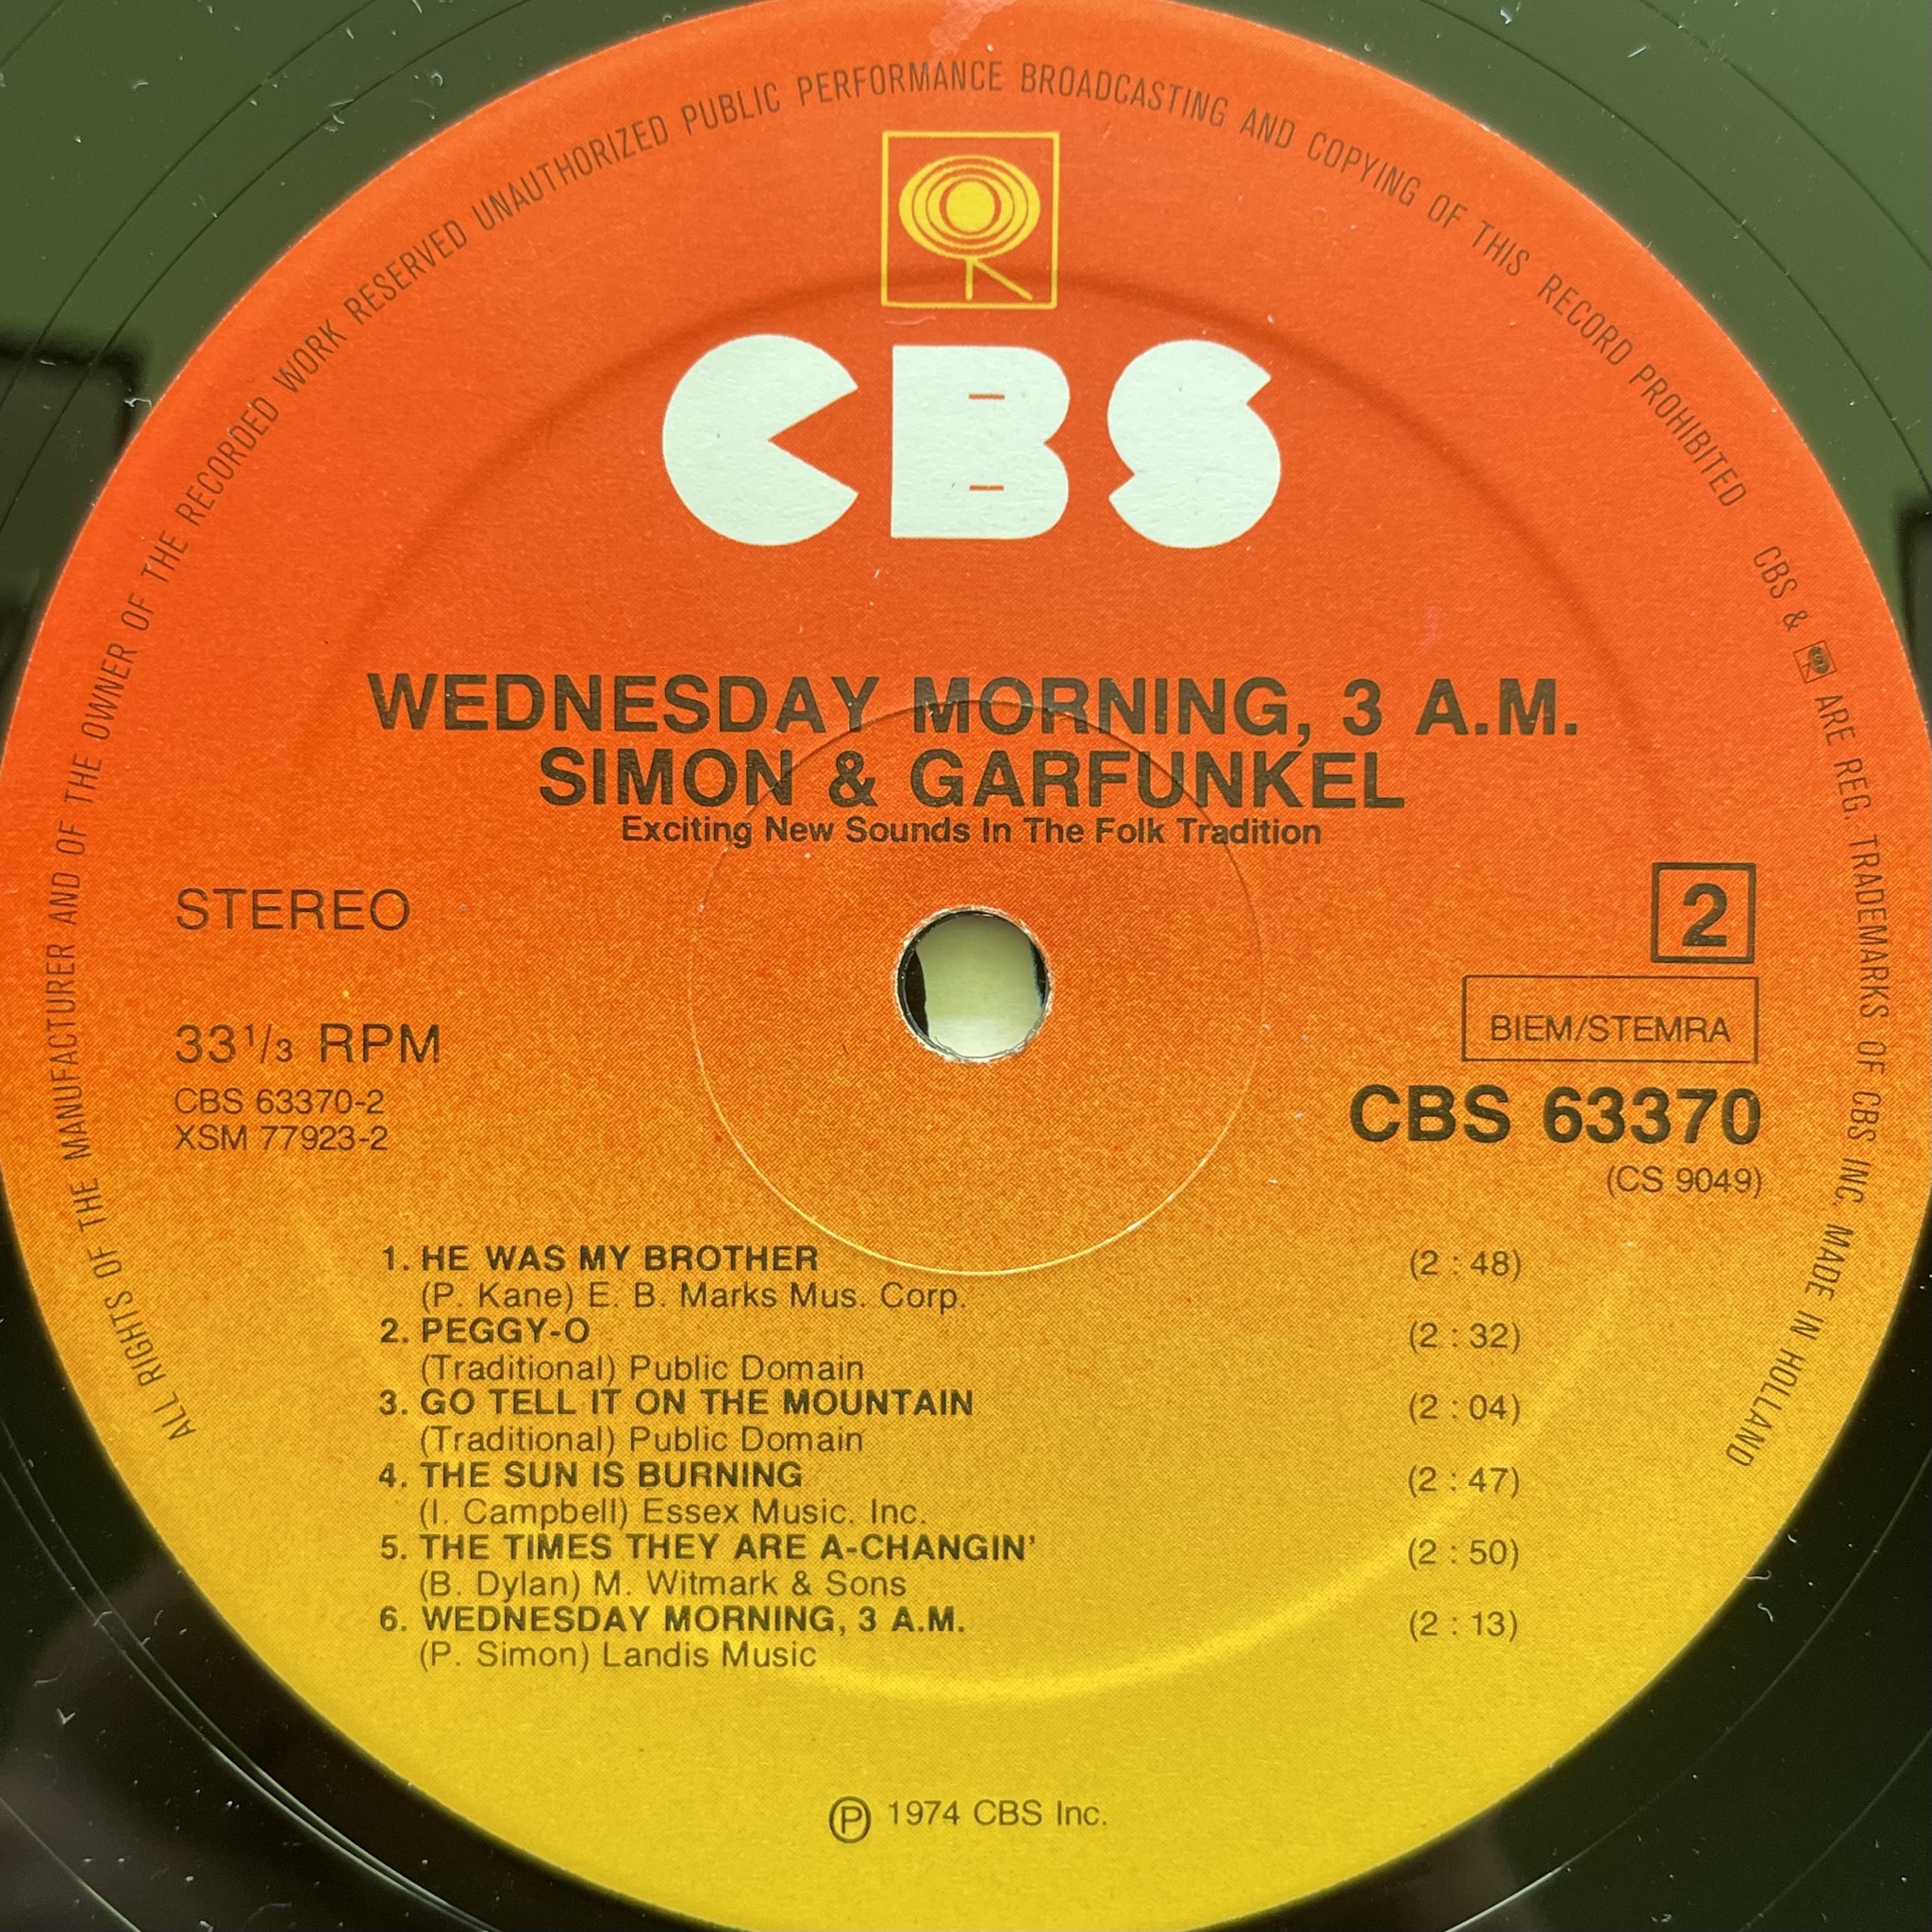 ALL RIGHTS OF THE MANUFACTURER AND OF THE OWNER OF THE RECORDED WORK RESERVED UNAUTHORIZED PUBLIC PERFORMANCE BROADCASTING AND COPYING OF THIS RECORD PROHIBITED CBS & ARE REG. TRADEMARKS OF CBS INC. MADE IN HOLLAND
CBS
WEDNESDAY MORNING, 3 A.M.
SIMON & GARFUNKEL
Exciting New Sounds In The Folk Tradition
STEREO
2
BIEM/STEMRA
33 1/3 RPM
CBS 63370-2
XSM 77923-2
CBS 63370
(CS 9049)
1. HE WAS MY BROTHER (2 : 48)
(P. Kane) E. B. Marks Mus. Corp.
2. PEGGY-O (2 : 32)
(Traditional) Public Domain
3. GO TELL IT ON THE MOUNTAIN (2 : 04)
(Traditional) Public Domain
4. THE SUN IS BURNING (2 : 47)
(I. Campbell) Essex Music. Inc.
5. THE TIMES THEY ARE A-CHANGIN' (2 : 50)
(B. Dylan) M. Witmark & Sons
6. WEDNESDAY MORNING, 3 A.M. (2 : 13)
(P. Simon) Landis Music
℗ 1974 CBS Inc.